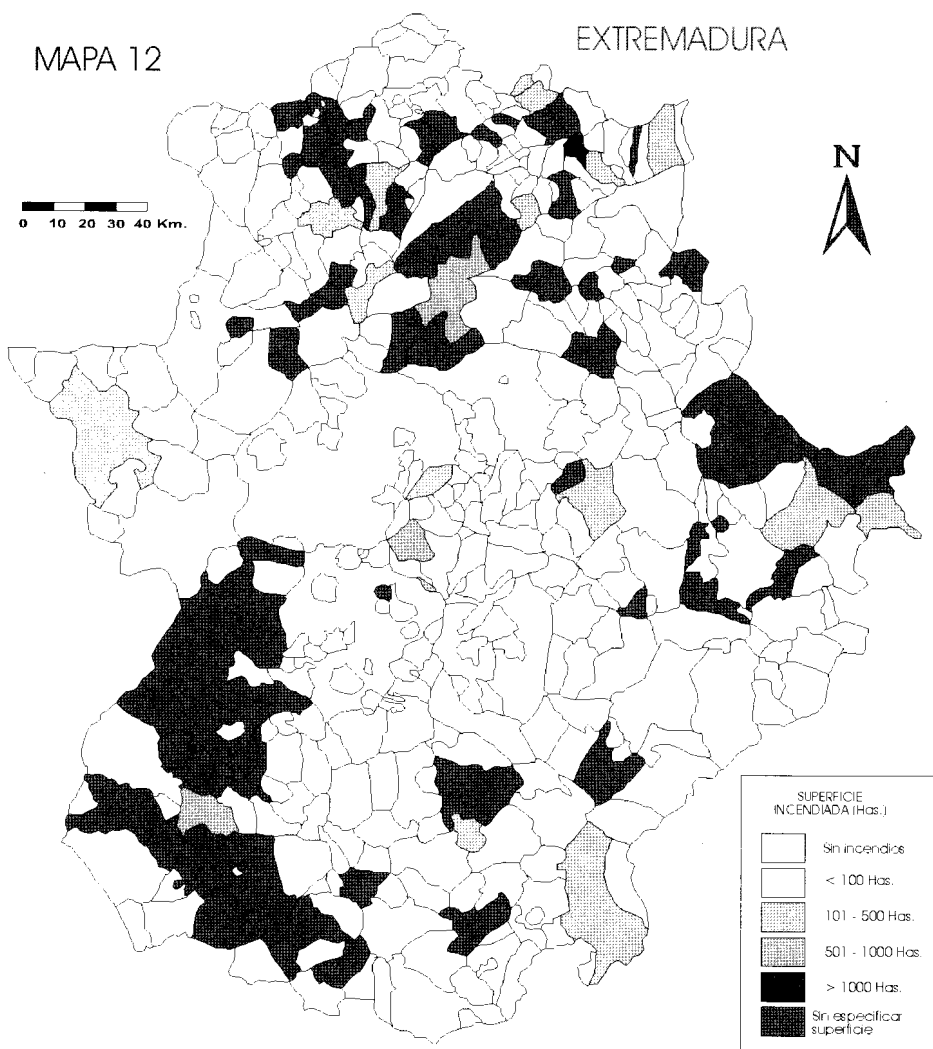 MAPA 12
EXTREMADURA
N
0 10 20 30 40 Km.
SUPERFICIE
INCENDIADA (Has.)
Sin incendios
< 100 Has.
101 - 500 Has.
501 - 1000 Has.
> 1000 Has.
Sin especificar
superficie